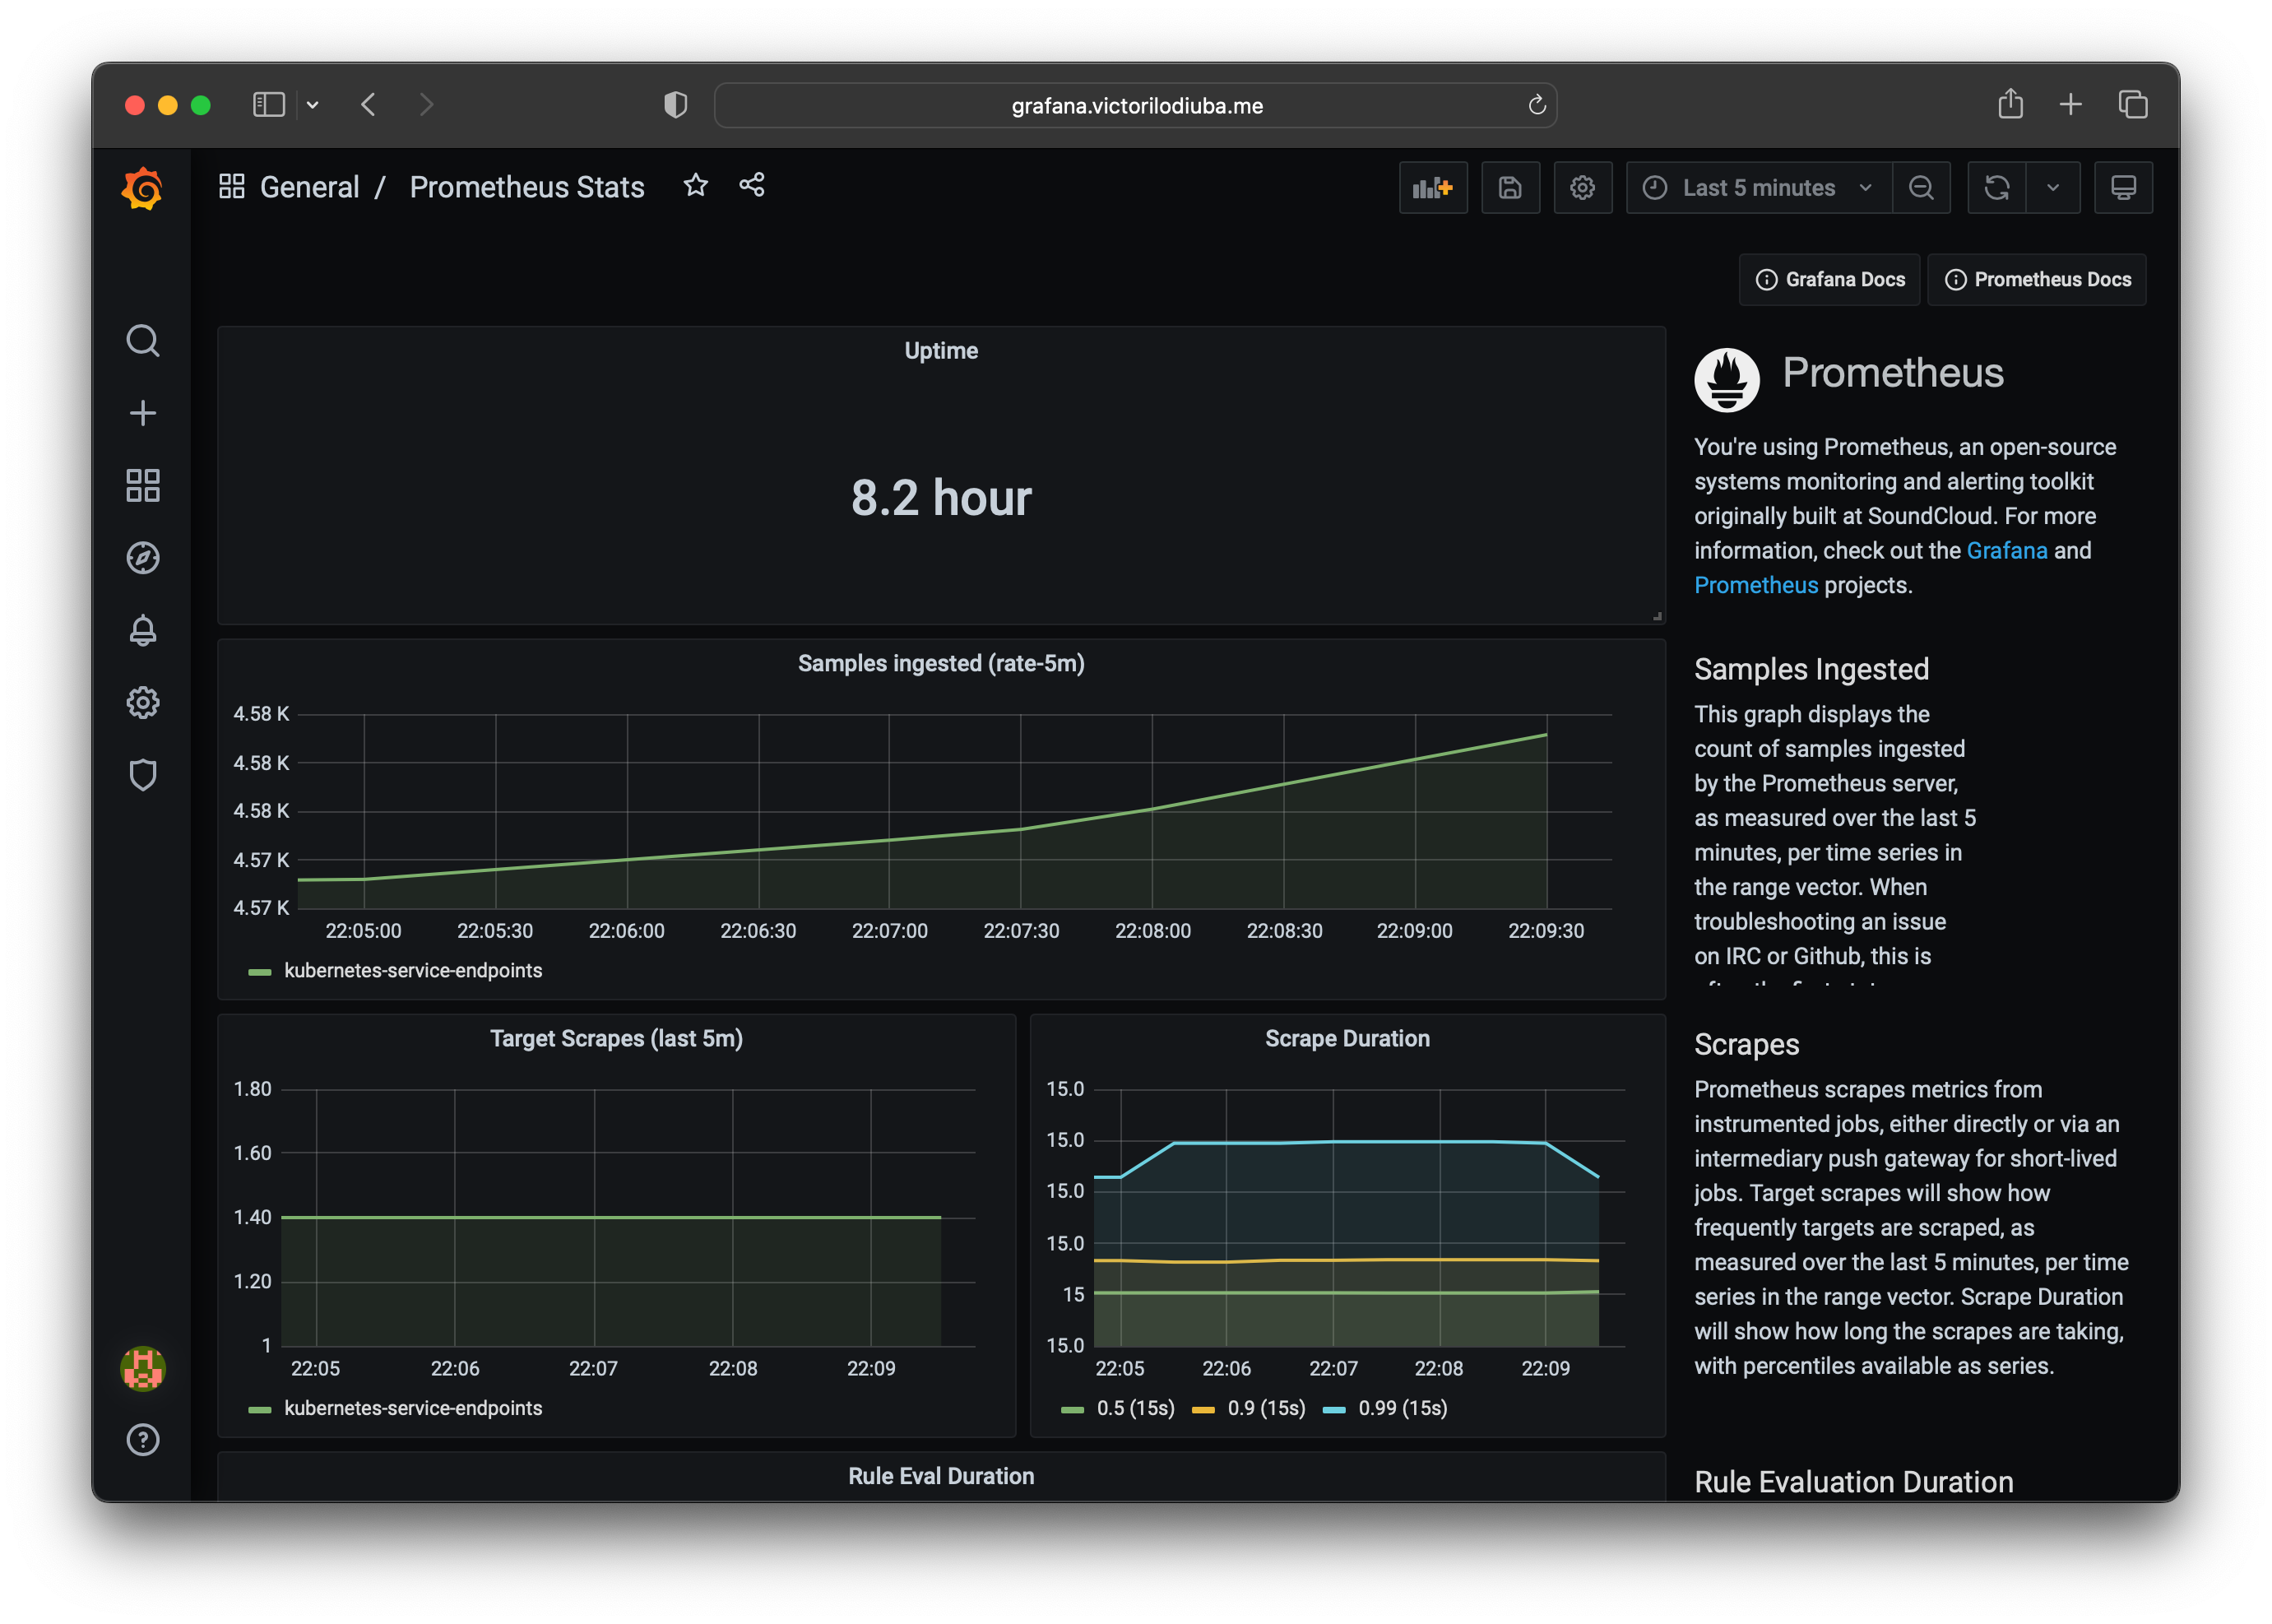 grafana.victorilodiuba.me
General / Prometheus Stats
Last 5 minutes
Grafana Docs
Prometheus Docs
Uptime
8.2 hour
Samples ingested (rate-5m)
4.58 K
4.58 K
4.58 K
4.57 K
4.57 K
22:05:00 22:05:30 22:06:00 22:06:30 22:07:00 22:07:30 22:08:00 22:08:30 22:09:00 22:09:30
kubernetes-service-endpoints
Target Scrapes (last 5m)
1.80
1.60
1.40
1.20
1
22:05 22:06 22:07 22:08 22:09
kubernetes-service-endpoints
Scrape Duration
15.0
15.0
15.0
15.0
15
15.0
22:05 22:06 22:07 22:08 22:09
0.5 (15s) 0.9 (15s) 0.99 (15s)
Rule Eval Duration
Prometheus
You're using Prometheus, an open-source
systems monitoring and alerting toolkit
originally built at SoundCloud. For more
information, check out the Grafana and
Prometheus projects.
Samples Ingested
This graph displays the
count of samples ingested
by the Prometheus server,
as measured over the last 5
minutes, per time series in
the range vector. When
troubleshooting an issue
on IRC or Github, this is
Scrapes
Prometheus scrapes metrics from
instrumented jobs, either directly or via an
intermediary push gateway for short-lived
jobs. Target scrapes will show how
frequently targets are scraped, as
measured over the last 5 minutes, per time
series in the range vector. Scrape Duration
will show how long the scrapes are taking,
with percentiles available as series.
Rule Evaluation Duration